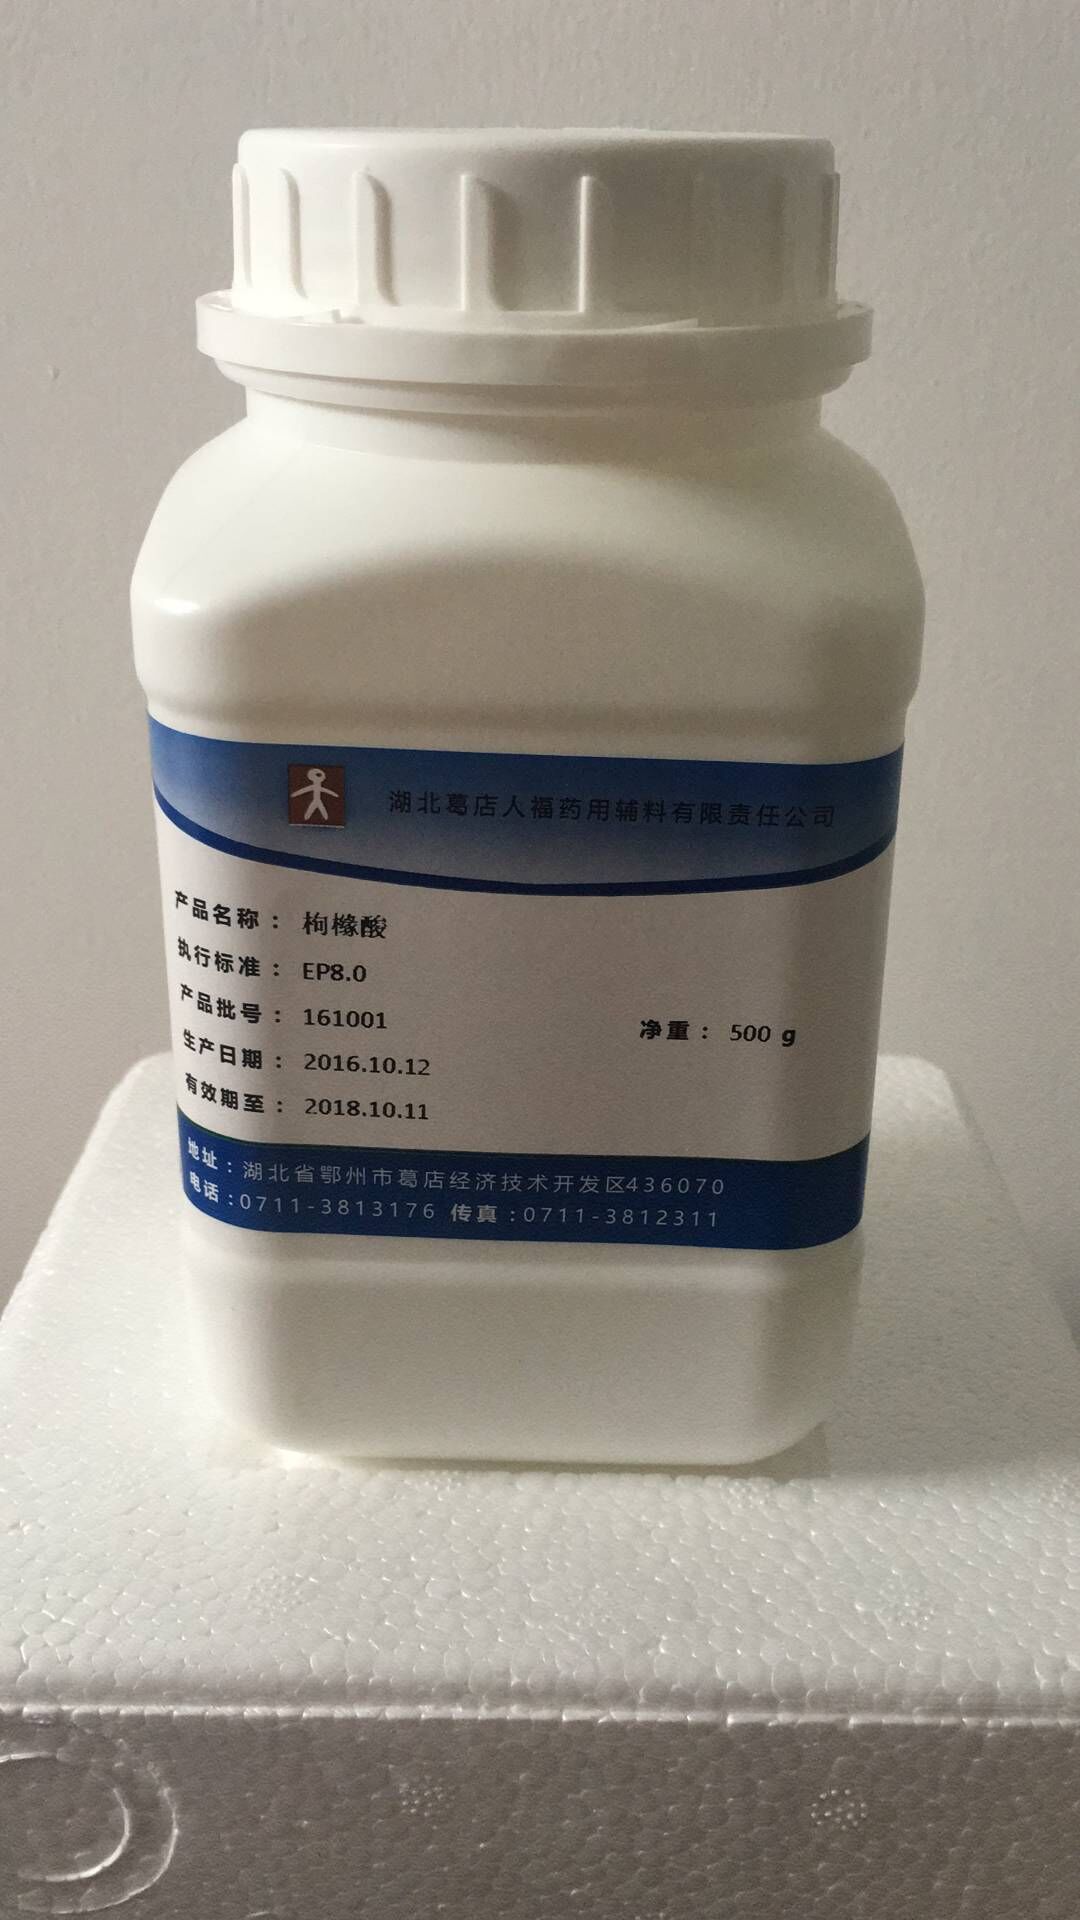 湖北葛店人福药用辅料有限责任公司
产品名称： 枸橼酸
执行标准： EP8.0
产品批号： 161001
净重： 500 g
生产日期： 2016.10.12
有效期至： 2018.10.11
地址：湖北省鄂州市葛店经济技术开发区436070
电话:0711-3813176 传真:0711-3812311